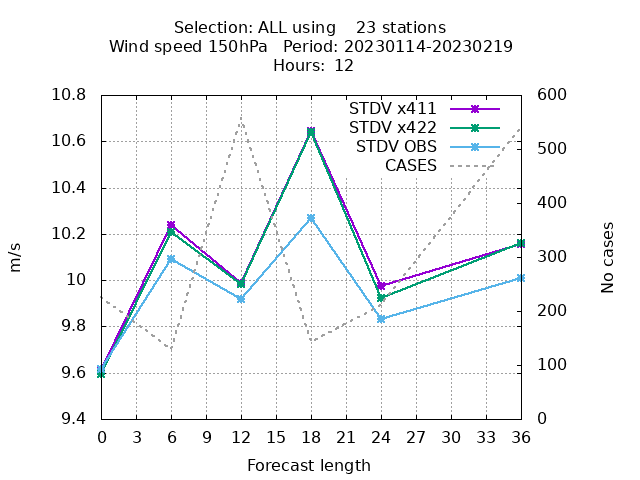 Selection: ALL using    23 stations
Wind speed 150hPa   Period: 20230114-20230219
Hours:  12
STDV x411
STDV x422
STDV OBS
CASES
10.8
10.6
10.4
10.2
10
9.8
9.6
9.4
600
500
400
300
200
100
0
m/s
No cases
0 3 6 9 12 15 18 21 24 27 30 33 36
Forecast length